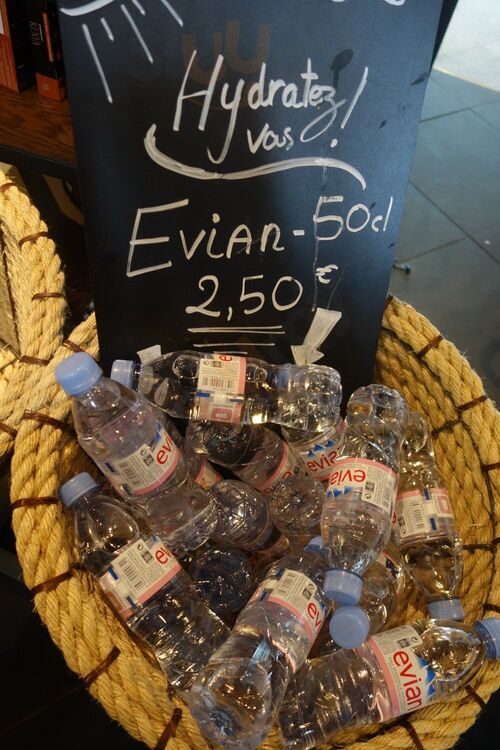 Hydratez
vous !
EViAN - 50cl
2,50 €
evian
evian
evian
evian
evian